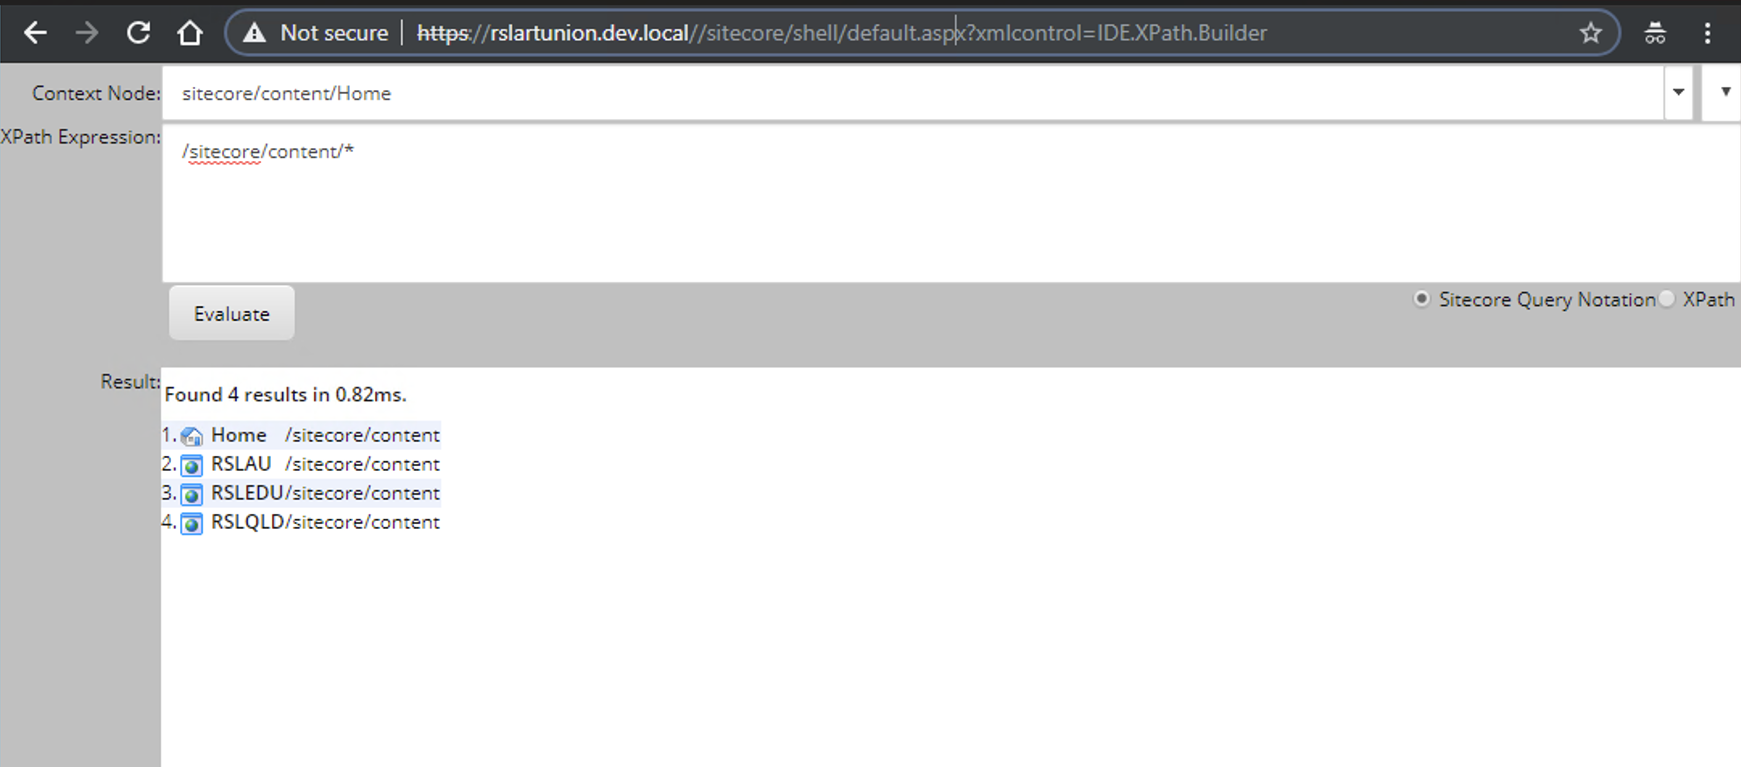 Not secure | https://rslartunion.dev.local//sitecore/shell/default.aspx?xmlcontrol=IDE.XPath.Builder
Context Node: sitecore/content/Home
XPath Expression: /sitecore/content/*
Evaluate Sitecore Query Notation XPath
Result: Found 4 results in 0.82ms.
1. Home /sitecore/content
2. RSLAU /sitecore/content
3. RSLEDU/sitecore/content
4. RSLQLD/sitecore/content